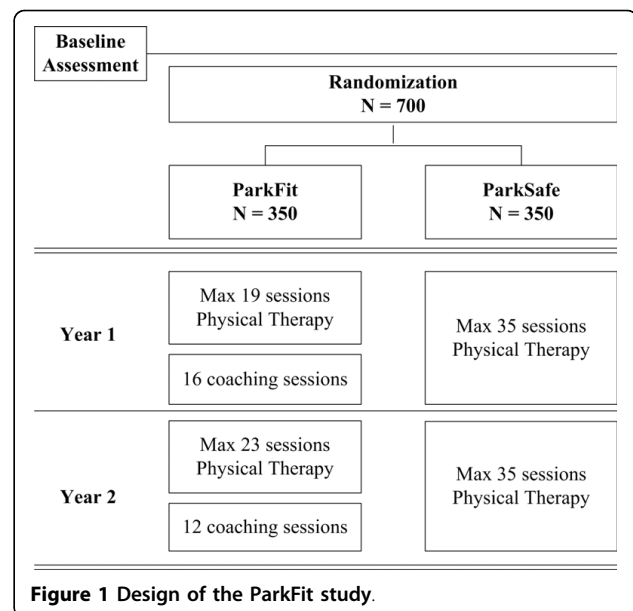 Baseline
Assessment
Randomization
N = 700
ParkFit
N = 350
ParkSafe
N = 350
Year 1
Max 19 sessions
Physical Therapy
16 coaching sessions
Max 35 sessions
Physical Therapy
Year 2
Max 23 sessions
Physical Therapy
12 coaching sessions
Max 35 sessions
Physical Therapy
Figure 1 Design of the ParkFit study.